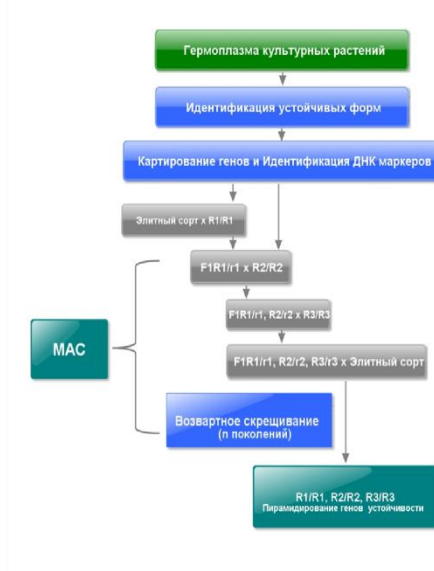 Гермоплазма культурных растений
Идентификация устойчивых форм
Картирование генов и Идентификация ДНК маркеров
Элитный сорт х R1/R1
F1R1/r1 x R2/R2
F1R1/r1, R2/r2 x R3/R3
F1R1/r1, R2/r2, R3/r3 x Элитный сорт
МАС
Возвартное скрещивание
(n поколений)
R1/R1, R2/R2, R3/R3
Пирамидирование генов устойчивости